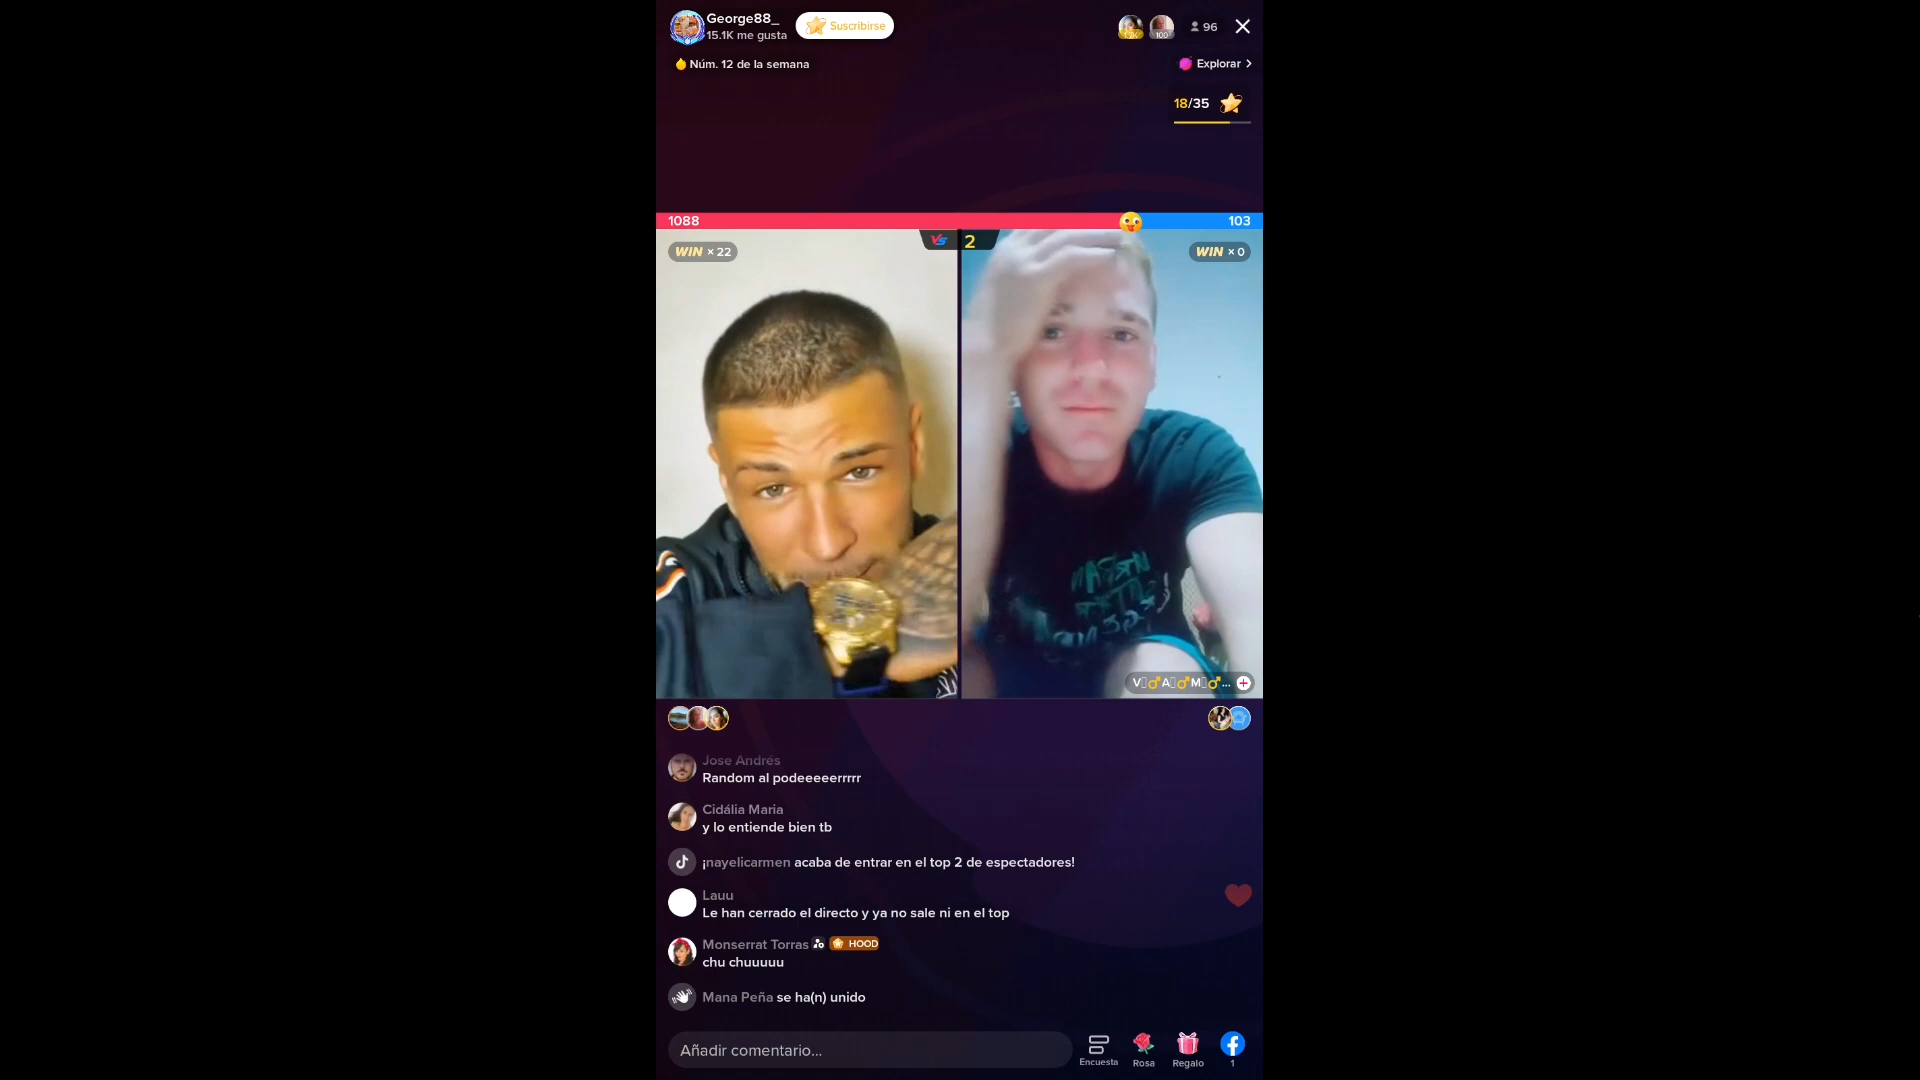 George88_
15.1K me gusta
Suscribirse
96
Núm. 12 de la semana
Explorar
18/35
1088
103
WIN × 22
VS 2
WIN × 0
Jose Andrés
Random al podeeeeerrrrr
Cidália Maria
y lo entiende bien tb
¡nayelicarmen acaba de entrar en el top 2 de espectadores!
Lauu
Le han cerrado el directo y ya no sale ni en el top
Monserrat Torras HOOD
chu chuuuuu
Mana Peña se ha(n) unido
Añadir comentario...
Encuesta
Rosa
Regalo
1